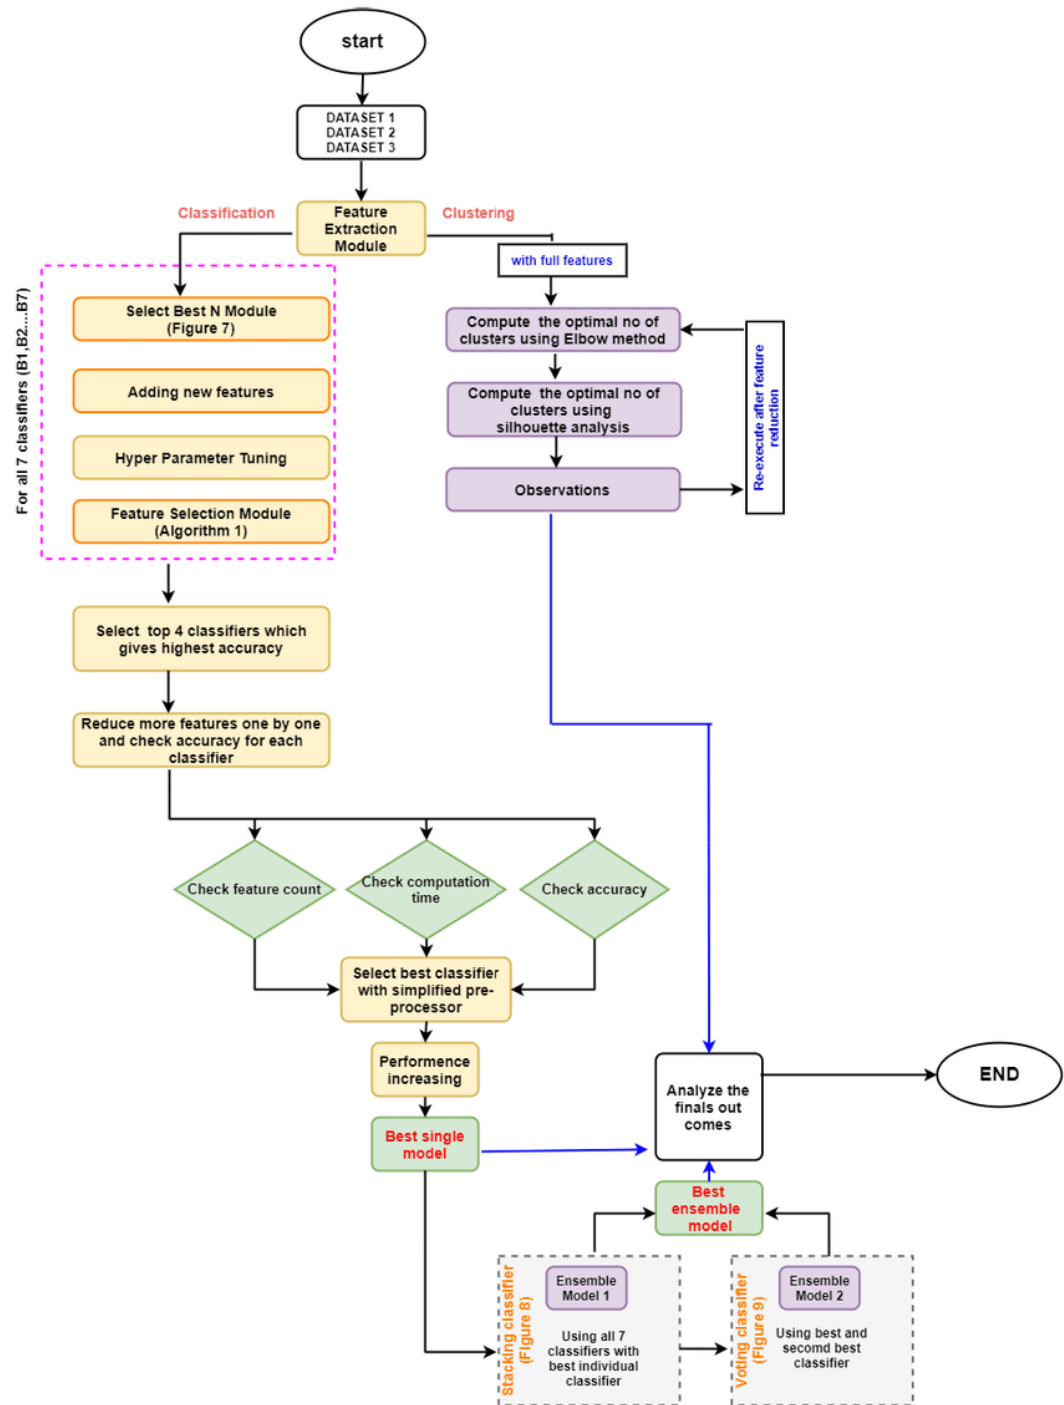 start
DATASET 1
DATASET 2
DATASET 3
Classification
Feature
Extraction
Module
Clustering
with full features
For all 7 classifiers (B1,B2....B7)
Select Best N Module
(Figure 7)
Adding new features
Hyper Parameter Tuning
Feature Selection Module
(Algorithm 1)
Compute the optimal no of
clusters using Elbow method
Compute the optimal no of
clusters using
silhouette analysis
Observations
Re-execute after feature
reduction
Select top 4 classifiers which
gives highest accuracy
Reduce more features one by one
and check accuracy for each
classifier
Check feature count
Check computation
time
Check accuracy
Select best classifier
with simplified pre-
processor
Performence
increasing
Best single
model
Analyze the
finals out
comes
END
Best
ensemble
model
Stacking classifier
(FIgure 8)
Ensemble
Model 1
Using all 7
classifiers with
best individual
classifier
Voting classifier
(FIgure 9)
Ensemble
Model 2
Using best and
secomd best
classifier